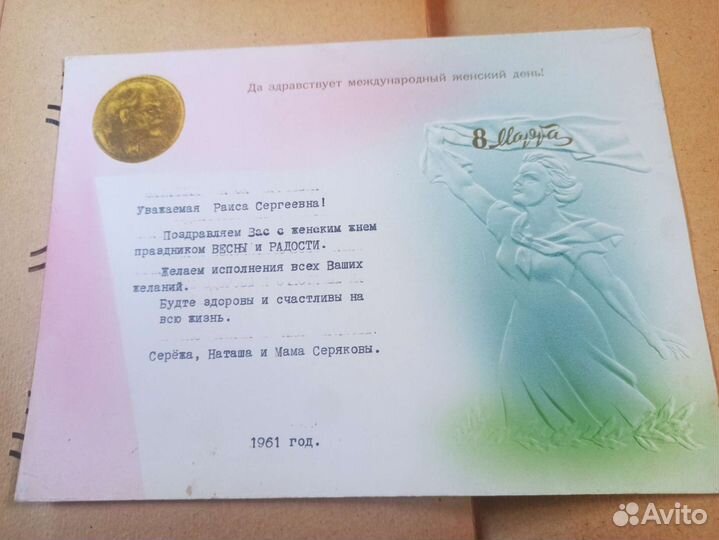 Да здравствует международный женский день!
8 Марта
Уважаемая Раиса Сергеевна!
Поздравляем Вас с женским жнем
праздником ВЕСНЫ и РАДОСТИ.
Желаем исполнения всех Ваших
желаний.
Будте здоровы и счастливы на
всю жизнь.
Серёжа, Наташа и Мама Серяковы.
1961 год.
Avito